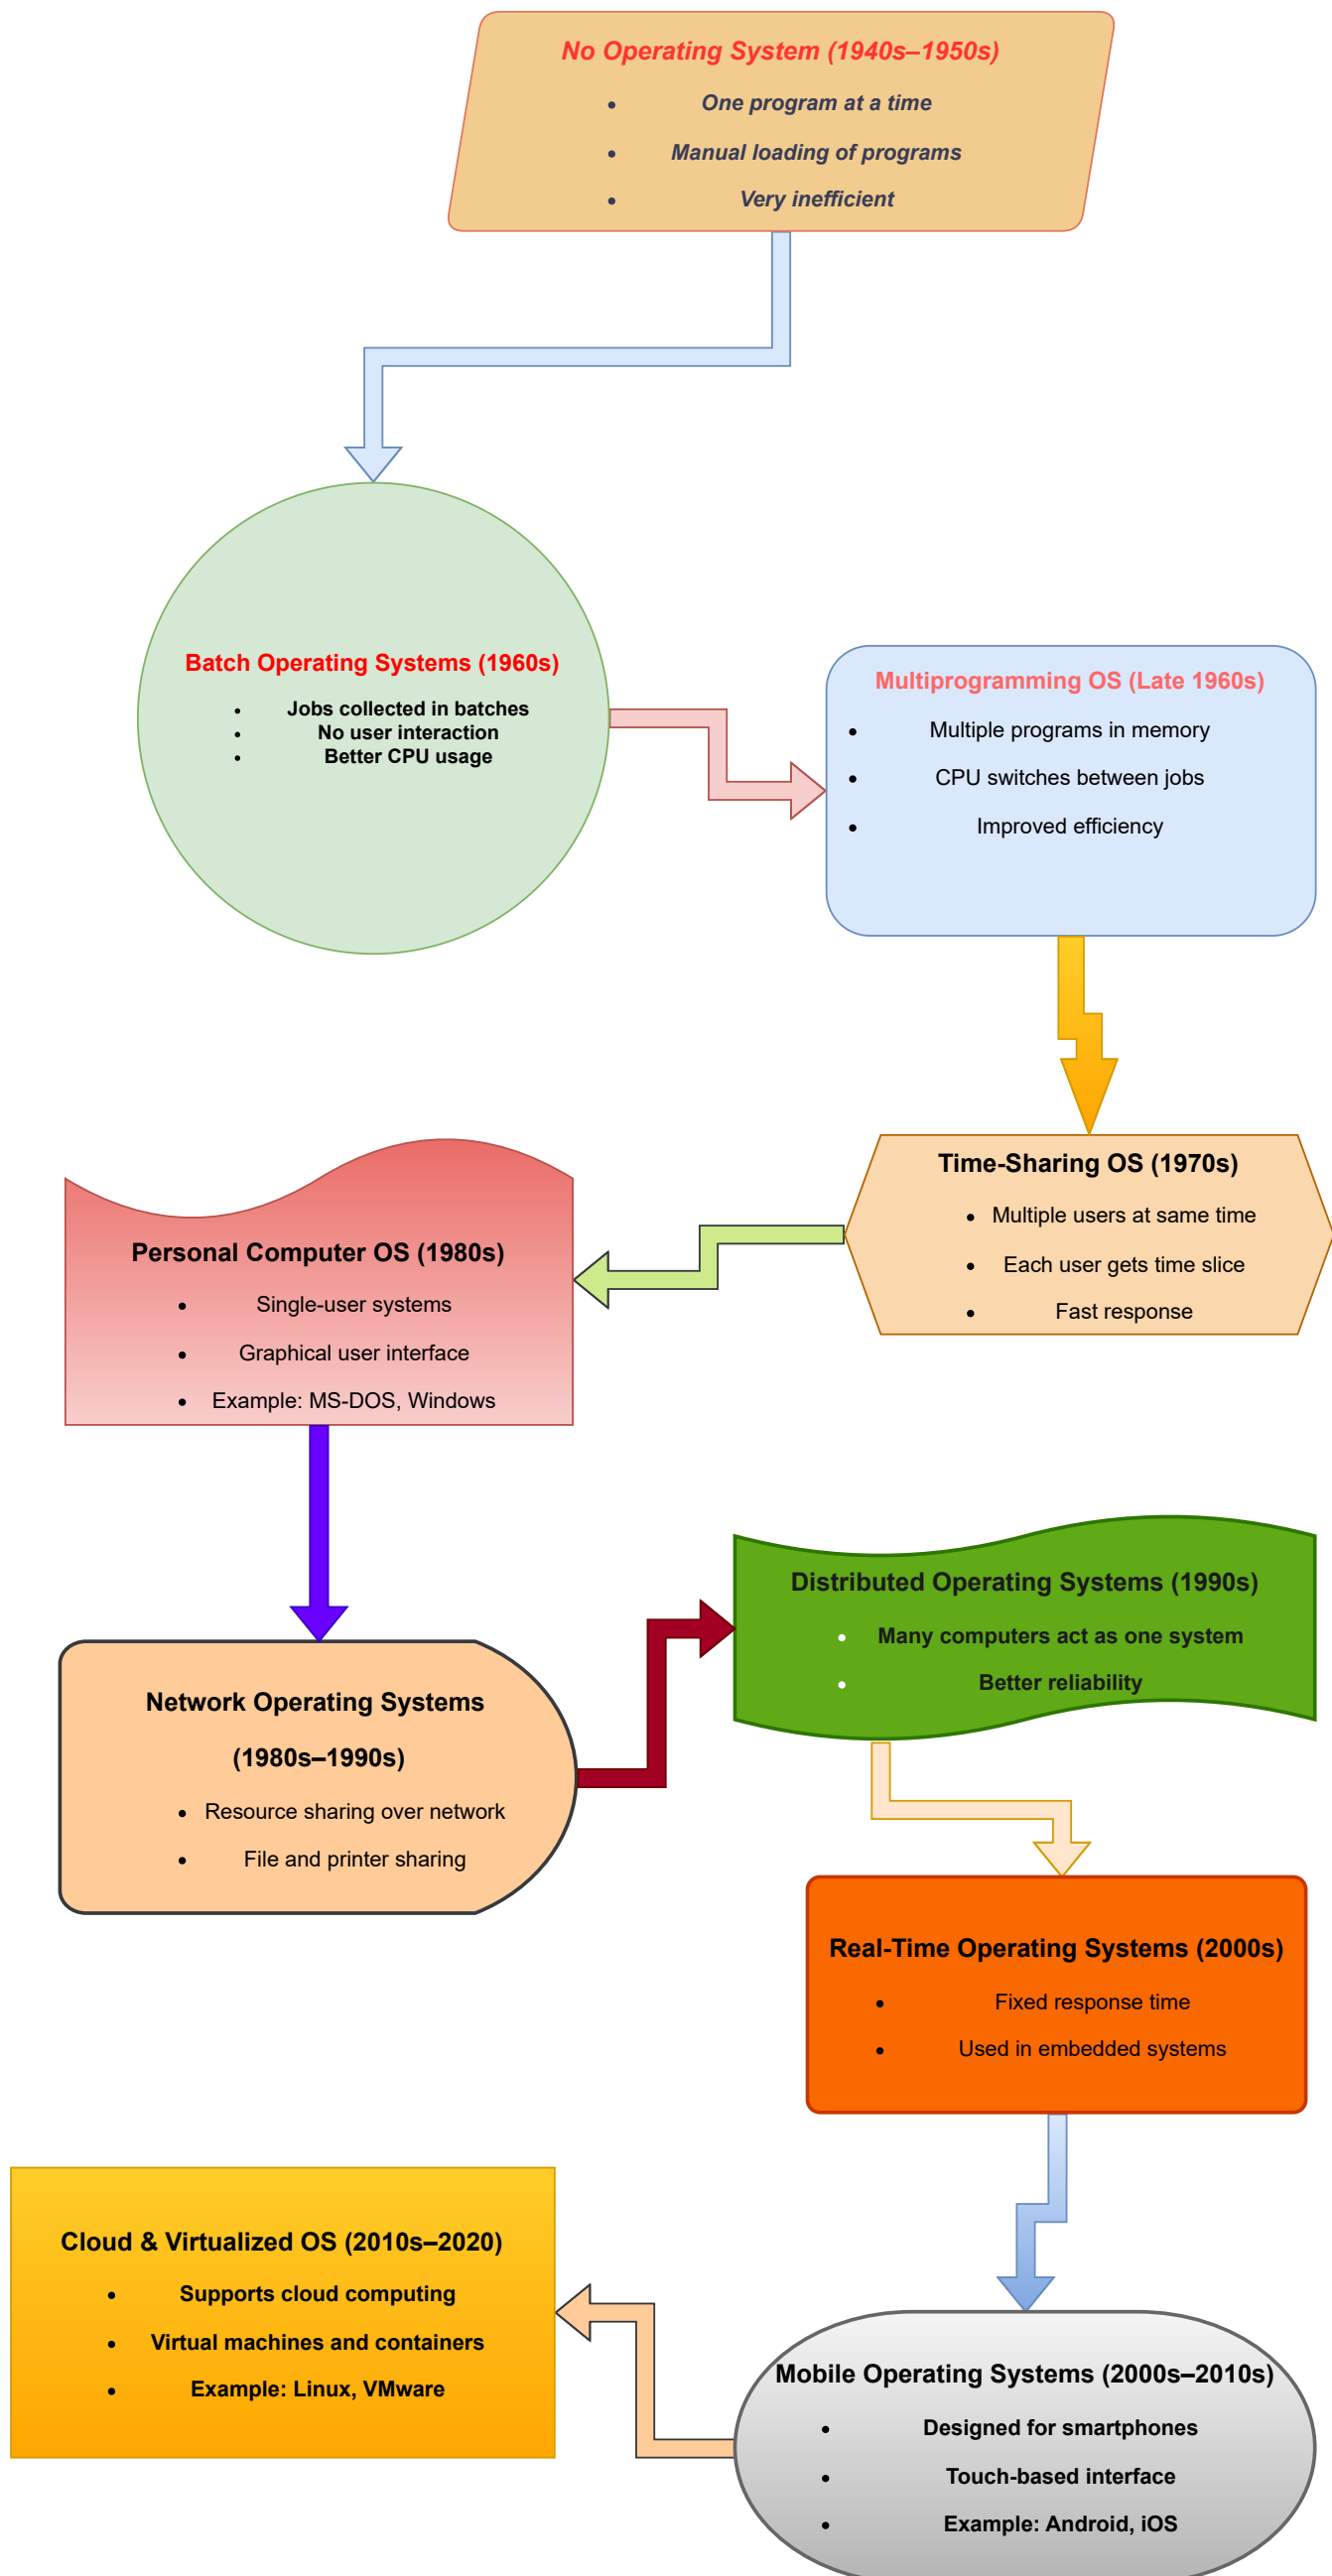 No Operating System (1940s–1950s)
• One program at a time
• Manual loading of programs
• Very inefficient
Batch Operating Systems (1960s)
• Jobs collected in batches
• No user interaction
• Better CPU usage
Multiprogramming OS (Late 1960s)
• Multiple programs in memory
• CPU switches between jobs
• Improved efficiency
Time-Sharing OS (1970s)
• Multiple users at same time
• Each user gets time slice
• Fast response
Personal Computer OS (1980s)
• Single-user systems
• Graphical user interface
• Example: MS-DOS, Windows
Network Operating Systems
(1980s–1990s)
• Resource sharing over network
• File and printer sharing
Distributed Operating Systems (1990s)
• Many computers act as one system
• Better reliability
Real-Time Operating Systems (2000s)
• Fixed response time
• Used in embedded systems
Mobile Operating Systems (2000s–2010s)
• Designed for smartphones
• Touch-based interface
• Example: Android, iOS
Cloud & Virtualized OS (2010s–2020)
• Supports cloud computing
• Virtual machines and containers
• Example: Linux, VMware